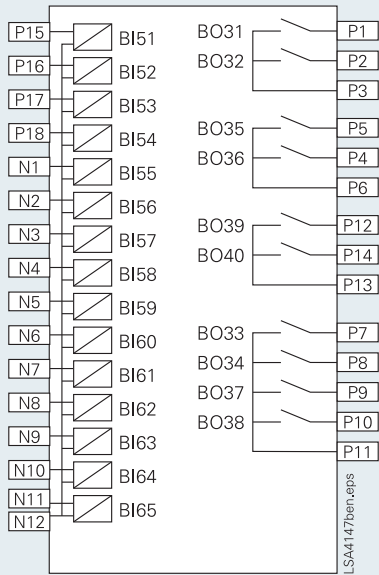 P15 BI51 BO31 P1
P16 BI52 BO32 P2
P17 BI53 P3
P18 BI54 BO35 P5
N1 BI55 BO36 P4
N2 BI56 P6
N3 BI57 BO39 P12
N4 BI58 BO40 P14
N5 BI59 P13
N6 BI60 BO33 P7
N7 BI61 BO34 P8
N8 BI62 BO37 P9
N9 BI63 BO38 P10
N10 BI64 P11
N11 BI65
N12
LSA4147ben.eps